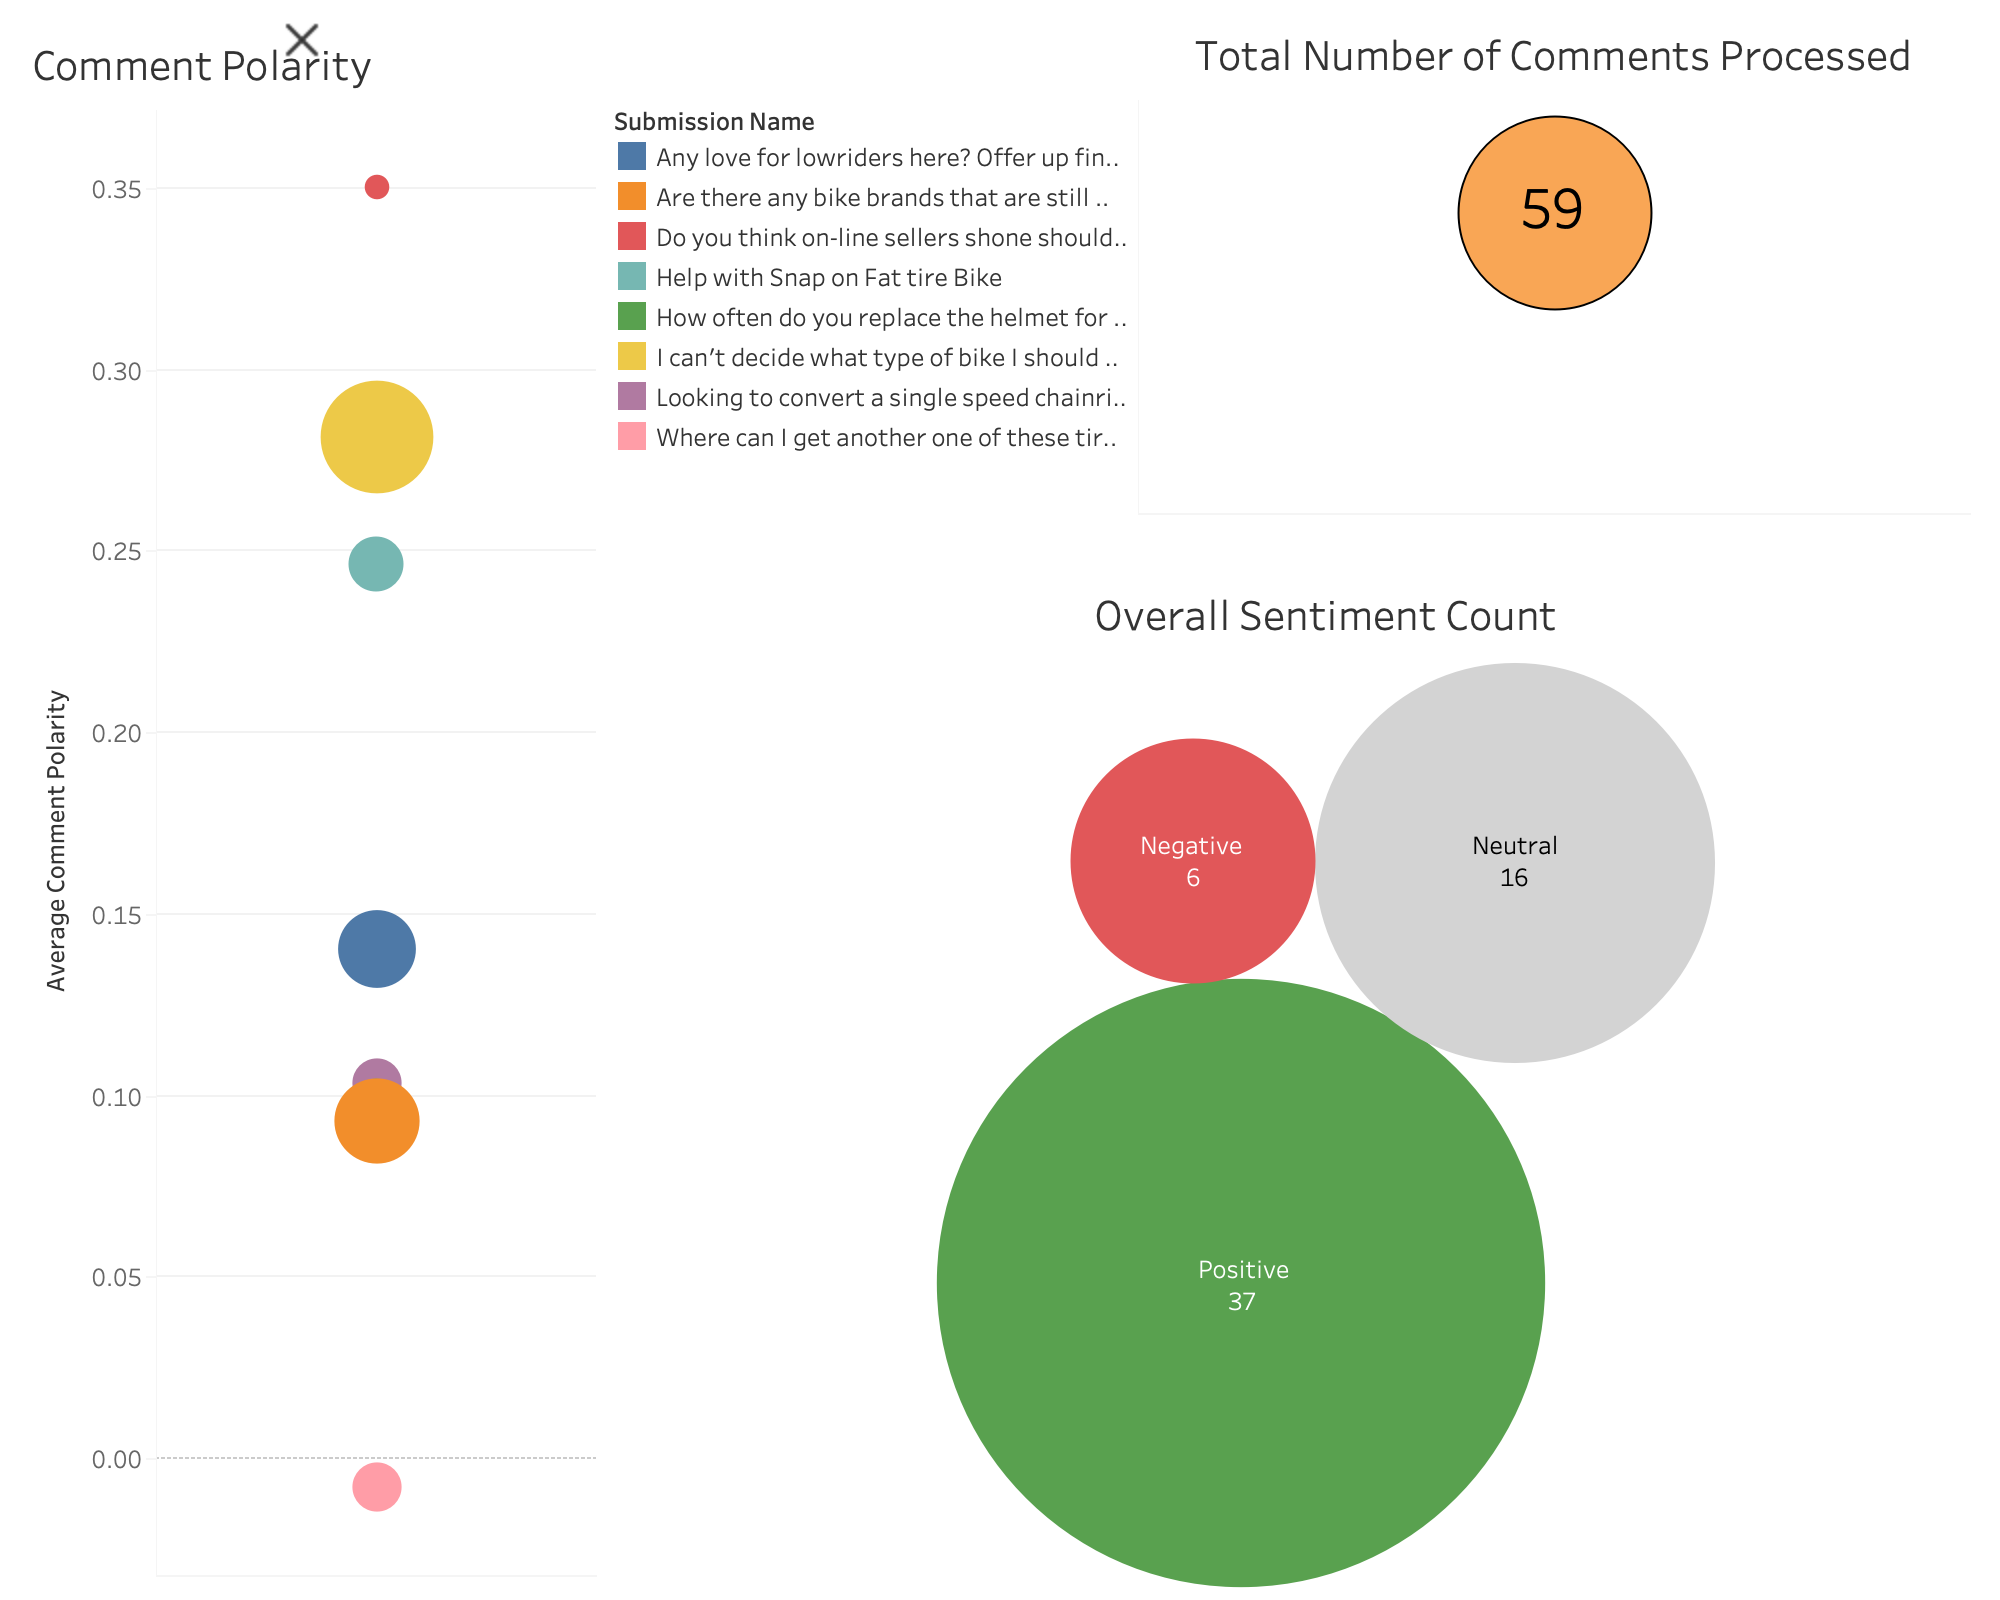 Comment Polarity
0.35
0.30
0.25
0.20
0.15
0.10
0.05
0.00
Average Comment Polarity
Submission Name
Any love for lowriders here? Offer up fin..
Are there any bike brands that are still ..
Do you think on-line sellers shone should..
Help with Snap on Fat tire Bike
How often do you replace the helmet for ..
I can't decide what type of bike I should ..
Looking to convert a single speed chainri..
Where can I get another one of these tir..
Total Number of Comments Processed
59
Overall Sentiment Count
Negative
6
Neutral
16
Positive
37